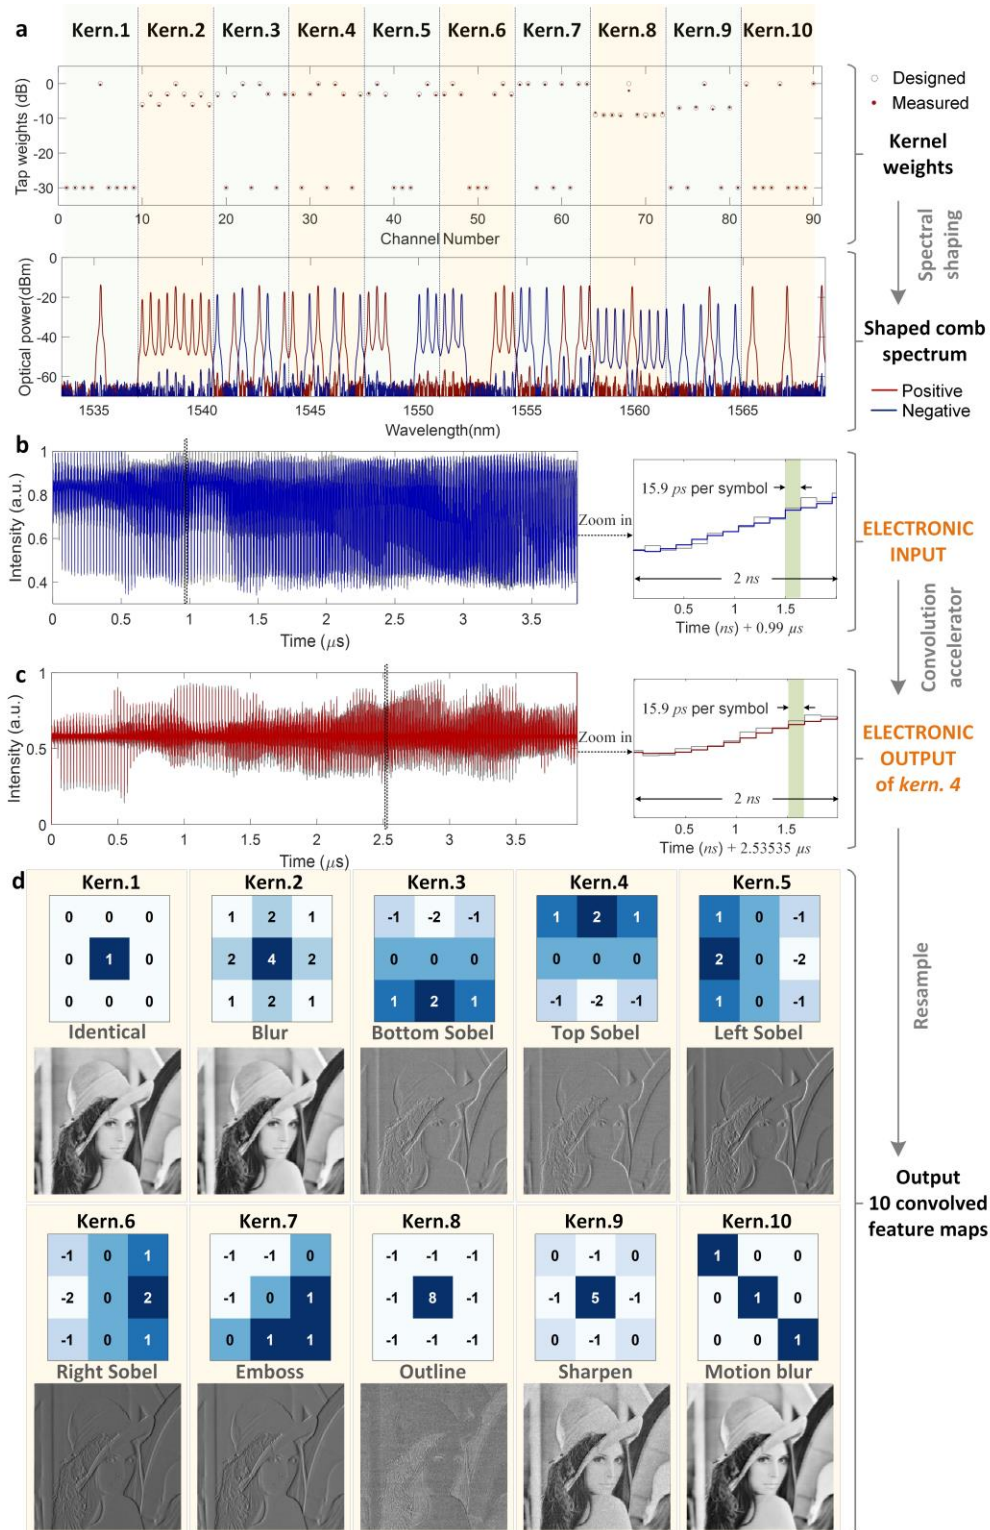 a
Kern.1 Kern.2 Kern.3 Kern.4 Kern.5 Kern.6 Kern.7 Kern.8 Kern.9 Kern.10
Tap weights (dB)
0
-10
-20
-30
0 10 20 30 40 50 60 70 80 90
Channel Number
Designed
Measured
Kernel
weights
Spectral
shaping
Optical power(dBm)
0
-20
-40
-60
1535 1540 1545 1550 1555 1560 1565
Wavelength(nm)
Shaped comb
spectrum
Positive
Negative
b
Intensity (a.u.)
1
0.8
0.6
0.4
0 0.5 1 1.5 2 2.5 3 3.5
Time (μs)
Zoom in
15.9 ps per symbol
2 ns
0.5 1 1.5
Time (ns) + 0.99 μs
ELECTRONIC
INPUT
Convolution
accelerator
c
Intensity (a.u.)
1
0.5
0
0 0.5 1 1.5 2 2.5 3 3.5
Time (μs)
Zoom in
15.9 ps per symbol
2 ns
0.5 1 1.5
Time (ns) + 2.53535 μs
ELECTRONIC
OUTPUT
of kern. 4
Resample
d
Kern.1 Kern.2 Kern.3 Kern.4 Kern.5
0 0 0 1 2 1 -1 -2 -1 1 2 1 1 0 -1
0 1 0 2 4 2 0 0 0 0 0 0 2 0 -2
0 0 0 1 2 1 1 2 1 -1 -2 -1 1 0 -1
Identical Blur Bottom Sobel Top Sobel Left Sobel
Kern.6 Kern.7 Kern.8 Kern.9 Kern.10
-1 0 1 -1 -1 0 -1 -1 -1 0 -1 0 1 0 0
-2 0 2 -1 0 1 -1 8 -1 -1 5 -1 0 1 0
-1 0 1 0 1 1 -1 -1 -1 0 -1 0 0 0 1
Right Sobel Emboss Outline Sharpen Motion blur
Output
10 convolved
feature maps